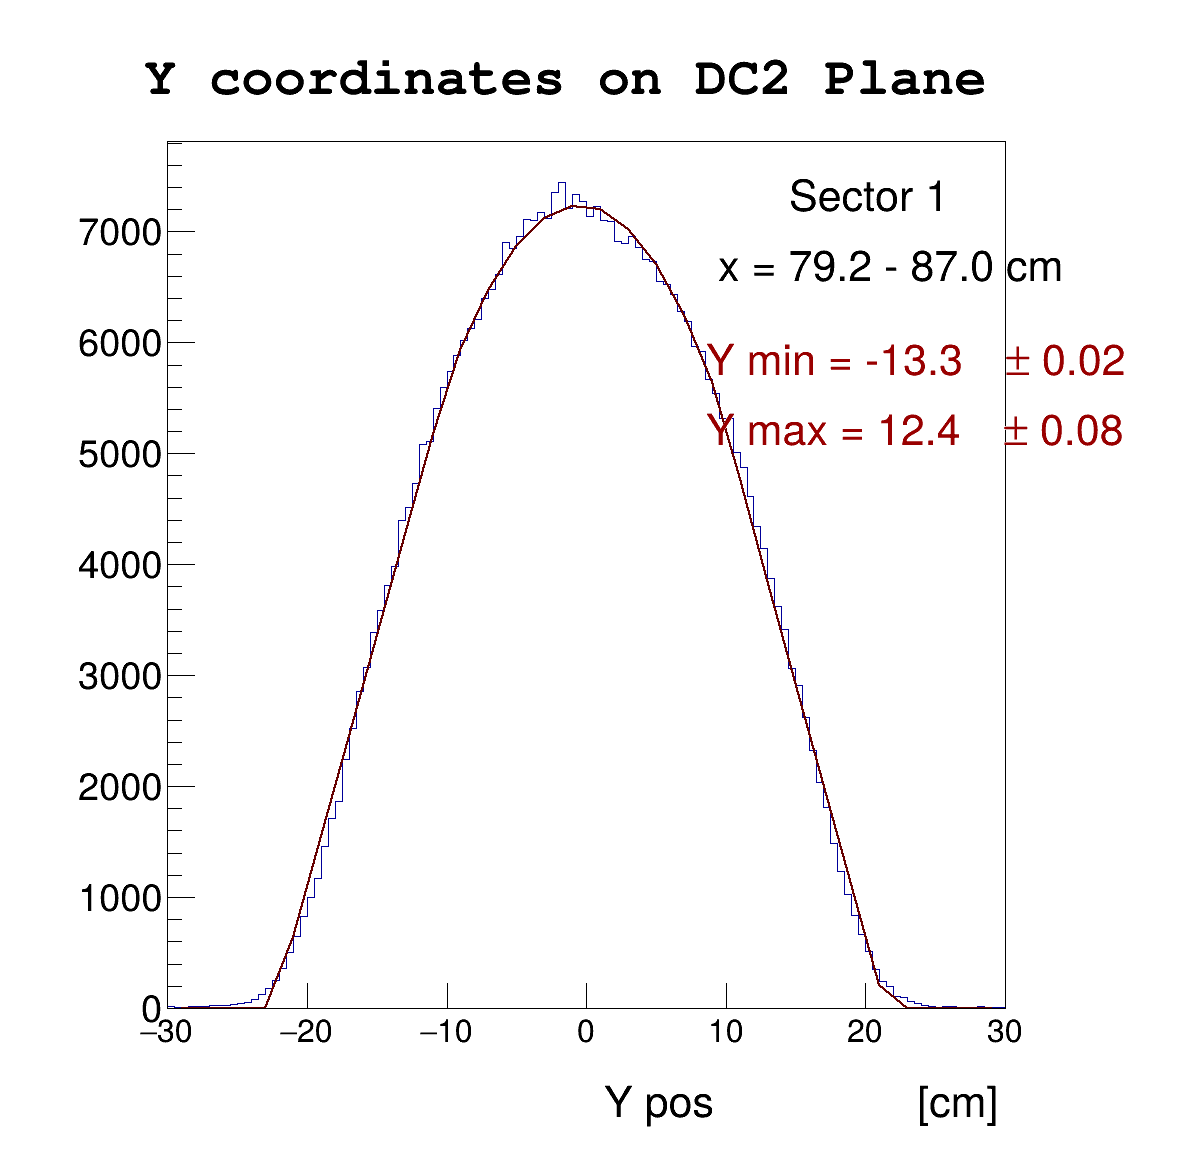 Y coordinates on DC2 Plane
Sector 1
x = 79.2 - 87.0 cm
Y min = -13.3 ± 0.02
Y max = 12.4 ± 0.08
7000
6000
5000
4000
3000
2000
1000
0
−30 −20 −10 0 10 20 30
Y pos [cm]